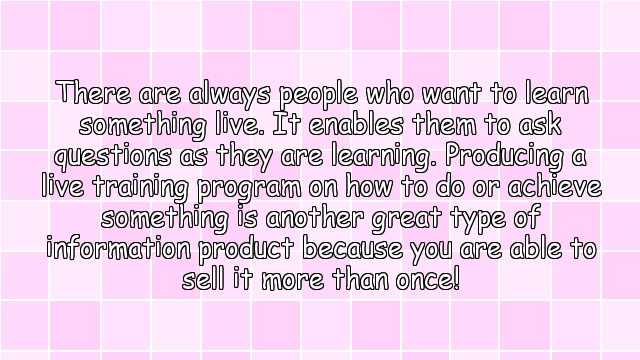 There are always people who want to learn
something live. It enables them to ask
questions as they are learning. Producing a
live training program on how to do or achieve
something is another great type of
information product because you are able to
sell it more than once!